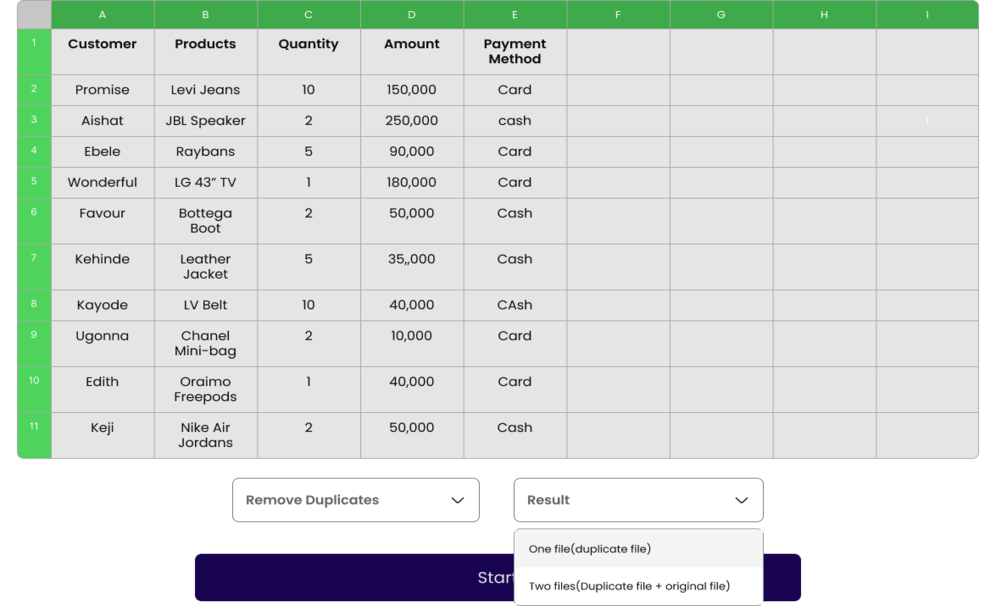 A B C D E F G H I
1 Customer Products Quantity Amount Payment
Method
2 Promise Levi Jeans 10 150,000 Card
3 Aishat JBL Speaker 2 250,000 cash
4 Ebele Raybans 5 90,000 Card
5 Wonderful LG 43” TV 1 180,000 Card
6 Favour Bottega 2 50,000 Cash
Boot
7 Kehinde Leather 5 35,,000 Cash
Jacket
8 Kayode LV Belt 10 40,000 CAsh
9 Ugonna Chanel 2 10,000 Card
Mini-bag
10 Edith Oraimo 1 40,000 Card
Freepods
11 Keji Nike Air 2 50,000 Cash
Jordans
Remove Duplicates Result
One file(duplicate file)
Start
Two files(Duplicate file + original file)